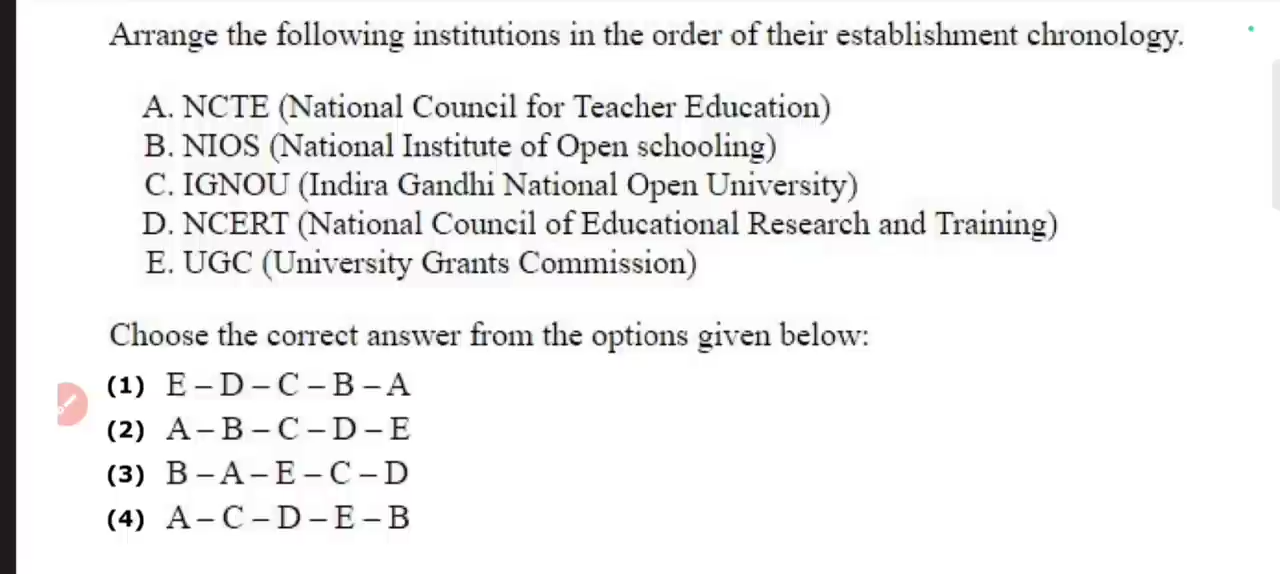 Arrange the following institutions in the order of their establishment chronology.
A. NCTE (National Council for Teacher Education)
B. NIOS (National Institute of Open schooling)
C. IGNOU (Indira Gandhi National Open University)
D. NCERT (National Council of Educational Research and Training)
E. UGC (University Grants Commission)
Choose the correct answer from the options given below:
(1) E – D – C – B – A
(2) A – B – C – D – E
(3) B – A – E – C – D
(4) A – C – D – E – B